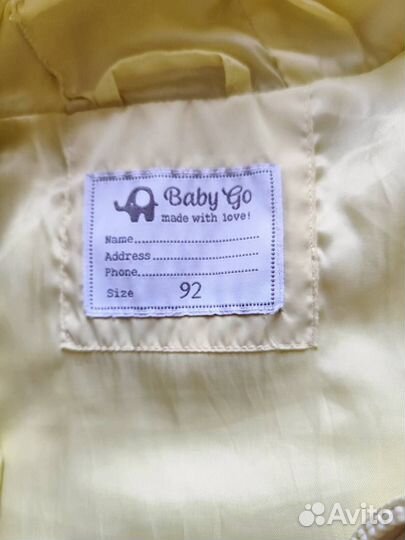 Baby Go
made with love!
Name..............................
Address..........................
Phone.............................
Size 92
Avito